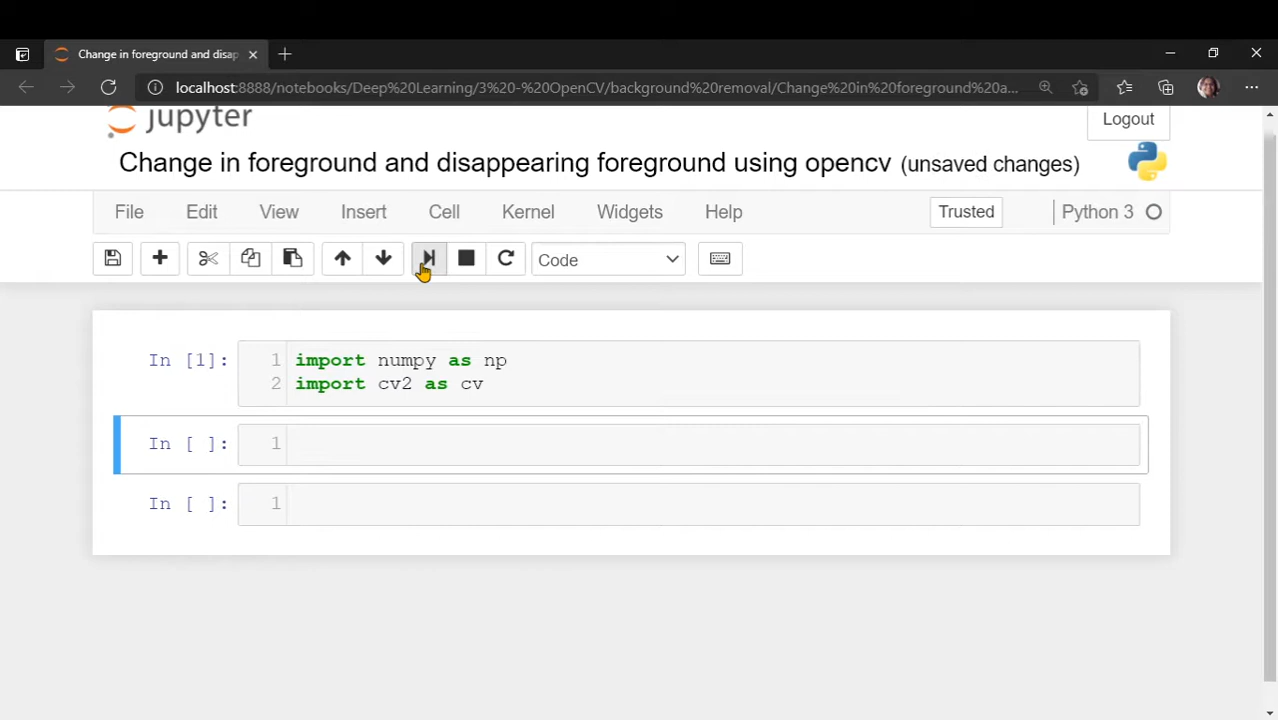 Change in foreground and disap
localhost:8888/notebooks/Deep%20Learning/3%20-%20OpenCV/background%20removal/Change%20in%20foreground%20a...
jupyter
Logout
Change in foreground and disappearing foreground using opencv (unsaved changes)
File Edit View Insert Cell Kernel Widgets Help Trusted Python 3
Code
In [1]: 1 import numpy as np
2 import cv2 as cv
In [ ]: 1
In [ ]: 1